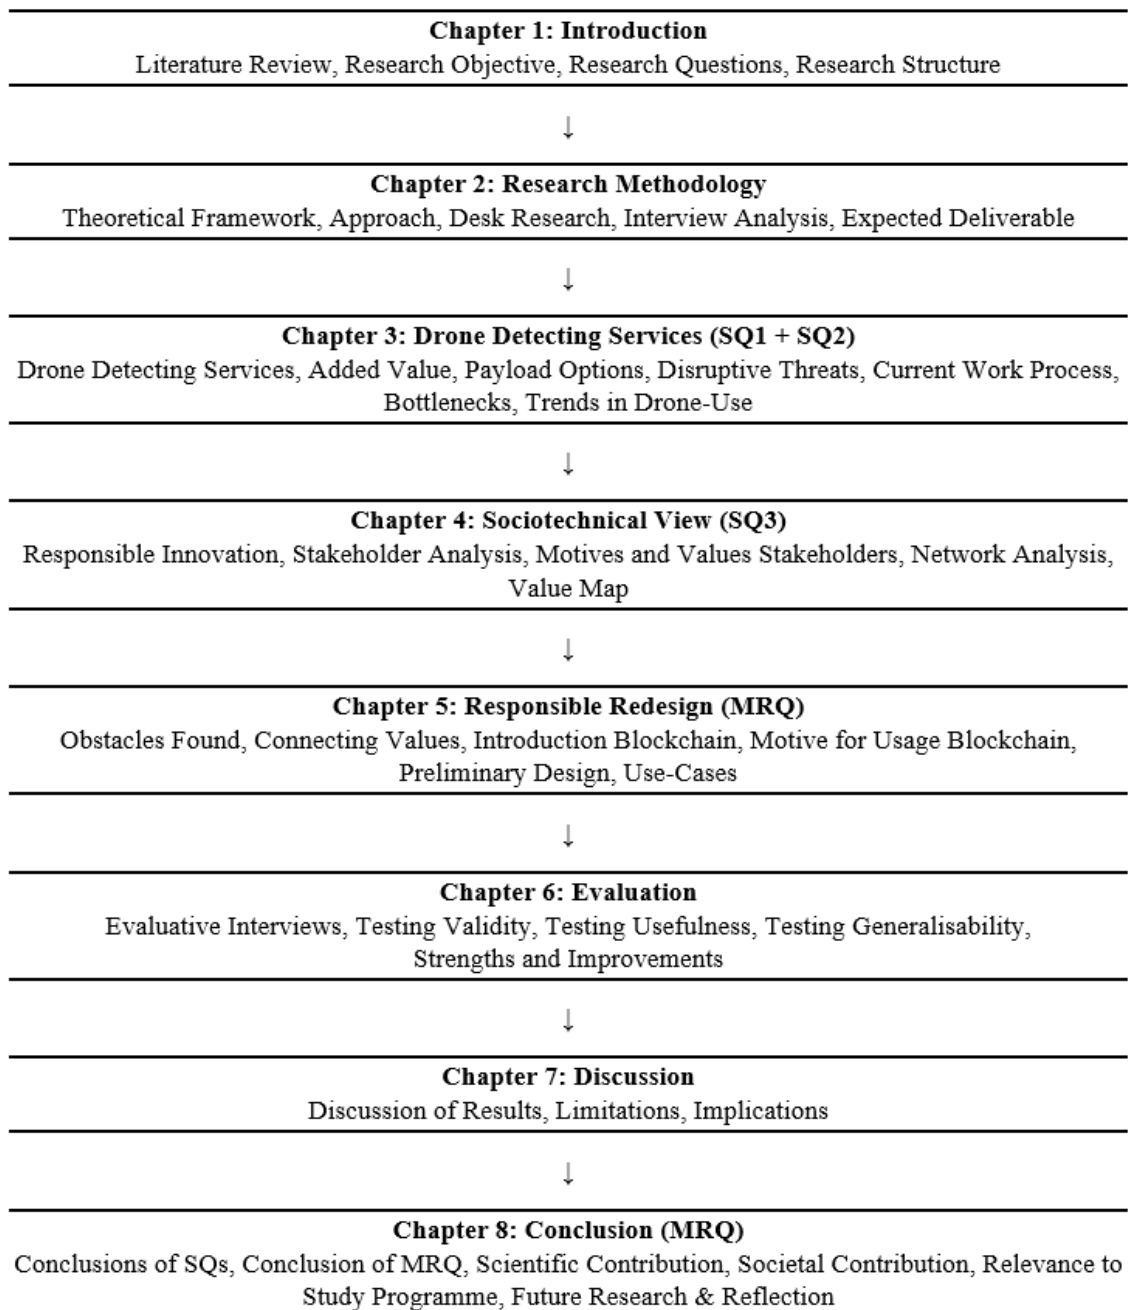 Chapter 1: Introduction
Literature Review, Research Objective, Research Questions, Research Structure
↓
Chapter 2: Research Methodology
Theoretical Framework, Approach, Desk Research, Interview Analysis, Expected Deliverable
↓
Chapter 3: Drone Detecting Services (SQ1 + SQ2)
Drone Detecting Services, Added Value, Payload Options, Disruptive Threats, Current Work Process,
Bottlenecks, Trends in Drone-Use
↓
Chapter 4: Sociotechnical View (SQ3)
Responsible Innovation, Stakeholder Analysis, Motives and Values Stakeholders, Network Analysis,
Value Map
↓
Chapter 5: Responsible Redesign (MRQ)
Obstacles Found, Connecting Values, Introduction Blockchain, Motive for Usage Blockchain,
Preliminary Design, Use-Cases
↓
Chapter 6: Evaluation
Evaluative Interviews, Testing Validity, Testing Usefulness, Testing Generalisability,
Strengths and Improvements
↓
Chapter 7: Discussion
Discussion of Results, Limitations, Implications
↓
Chapter 8: Conclusion (MRQ)
Conclusions of SQs, Conclusion of MRQ, Scientific Contribution, Societal Contribution, Relevance to
Study Programme, Future Research & Reflection